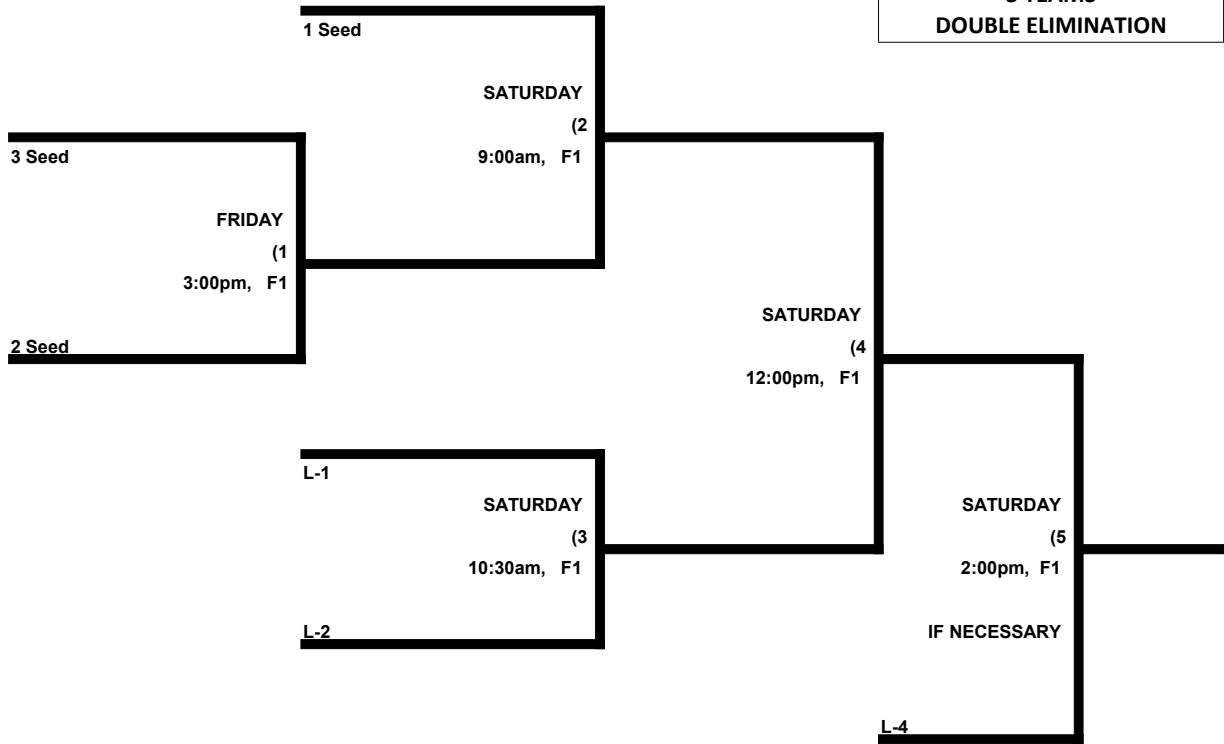 TEAMS
DOUBLE ELIMINATION
1 Seed
SATURDAY
(2
9:00am, F1
3 Seed
FRIDAY
(1
3:00pm, F1
2 Seed
SATURDAY
(4
12:00pm, F1
L-1
SATURDAY
(3
10:30am, F1
L-2
SATURDAY
(5
2:00pm, F1
IF NECESSARY
L-4